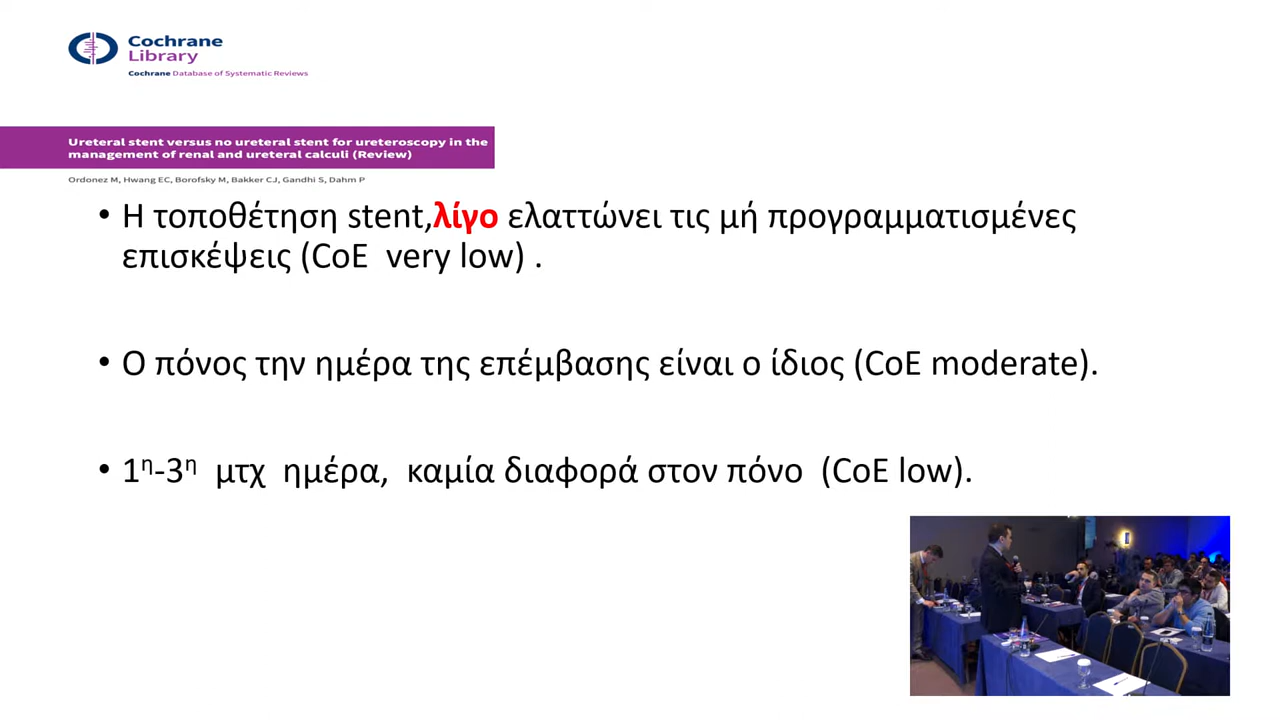 Cochrane
Library
Cochrane Database of Systematic Reviews
Ureteral stent versus no ureteral stent for ureteroscopy in the
management of renal and ureteral calculi (Review)
Ordonez M, Hwang EC, Borofsky M, Bakker CJ, Gandhi S, Dahm P
• Η τοποθέτηση stent,λίγο ελαττώνει τις μή προγραμματισμένες
επισκέψεις (CoE very low) .
• Ο πόνος την ημέρα της επέμβασης είναι ο ίδιος (CoE moderate).
• 1η-3η μτχ ημέρα, καμία διαφορά στον πόνο (CoE low).